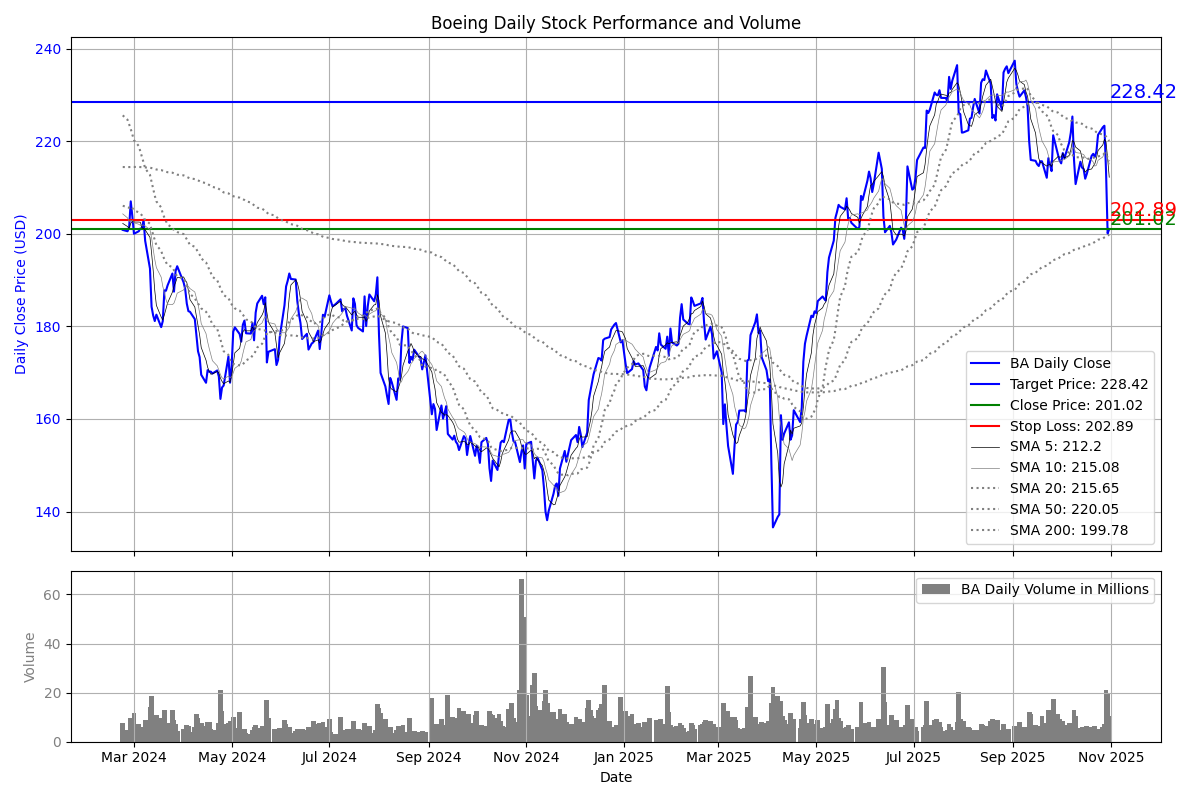 Boeing Daily Stock Performance and Volume
Daily Close Price (USD)
240
220
200
180
160
140
228.42
202.89
201.02
BA Daily Close
Target Price: 228.42
Close Price: 201.02
Stop Loss: 202.89
SMA 5: 212.2
SMA 10: 215.08
SMA 20: 215.65
SMA 50: 220.05
SMA 200: 199.78
Volume
60
40
20
0
BA Daily Volume in Millions
Mar 2024 May 2024 Jul 2024 Sep 2024 Nov 2024 Jan 2025 Mar 2025 May 2025 Jul 2025 Sep 2025 Nov 2025
Date